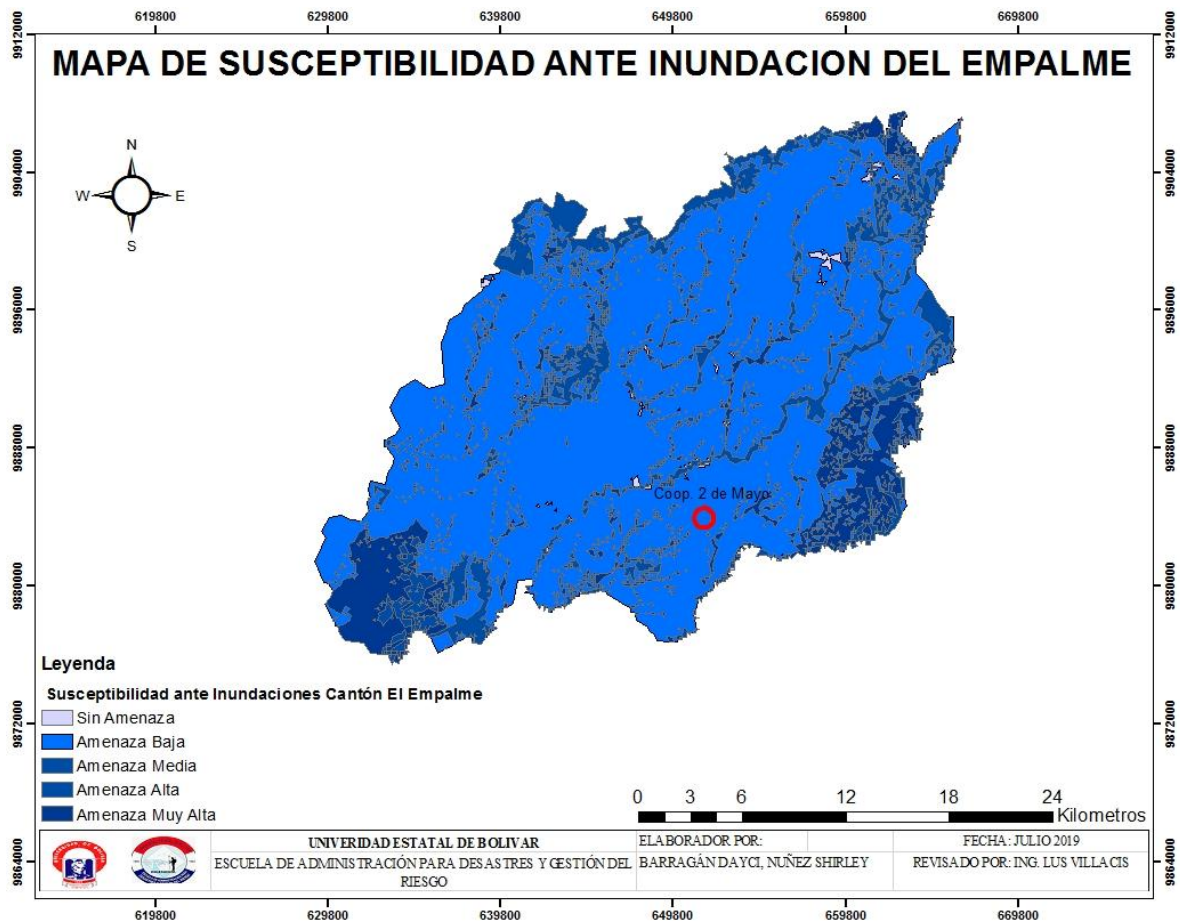 619800 629800 639800 649800 659800 669800
9912000 9912000
MAPA DE SUSCEPTIBILIDAD ANTE INUNDACION DEL EMPALME
N
W E
S
9904000 9904000
9896000 9896000
9888000 9888000
Coop. 2 de Mayo
9880000 9880000
Leyenda
Susceptibilidad ante Inundaciones Cantón El Empalme
Sin Amenaza
9872000 9872000
Amenaza Baja
Amenaza Media
Amenaza Alta
Amenaza Muy Alta
0 3 6 12 18 24
Kilometros
UNIVERIDAD ESTATAL DE BOLIVAR
ELABORADOR POR:
FECHA: JULIO 2019
ESCUELA DE ADMINISTRACIÓN PARA DESASTRES Y GESTIÓN DEL
RIESGO
BARRAGÁN DAYCI, NUÑEZ SHIRLEY
REVISADO POR: ING. LUS VILLACIS
9864000 9864000
619800 629800 639800 649800 659800 669800